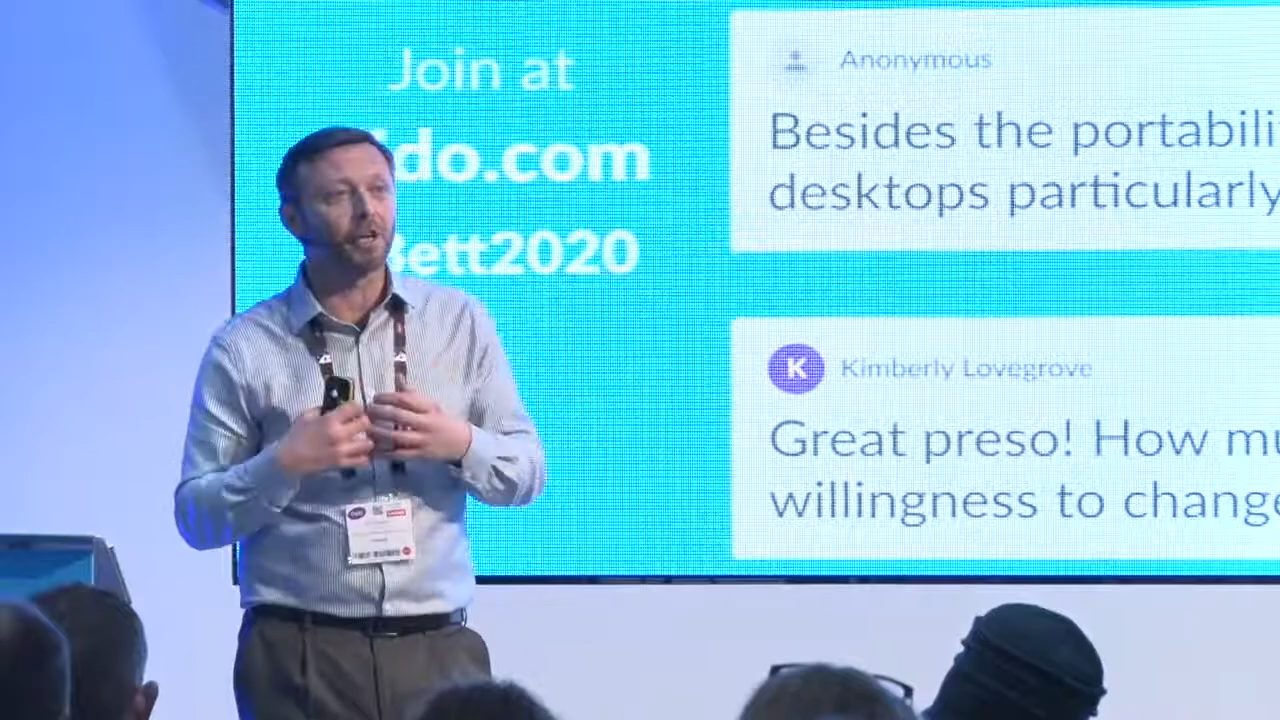 Join at
do.com
Bett2020
Anonymous
Besides the portabili
desktops particularly
K
Kimberly Lovegrove
Great preso! How mu
willingness to change